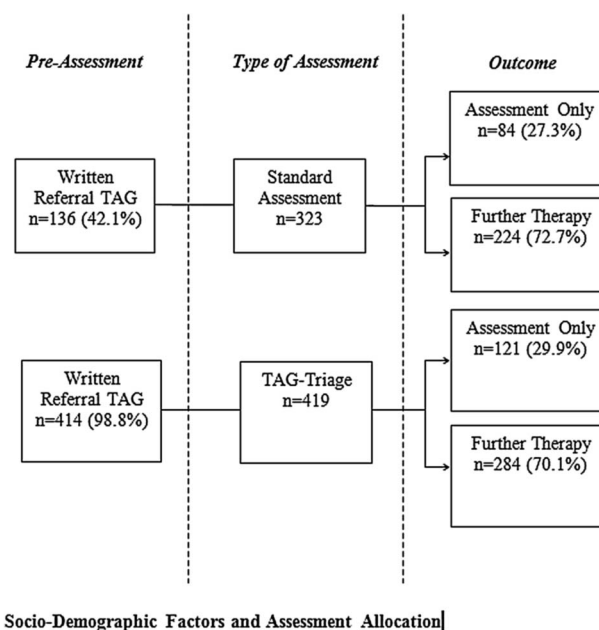 Pre-Assessment
Type of Assessment
Outcome
Written
Referral TAG
n=136 (42.1%)
Standard
Assessment
n=323
Assessment Only
n=84 (27.3%)
Further Therapy
n=224 (72.7%)
Written
Referral TAG
n=414 (98.8%)
TAG-Triage
n=419
Assessment Only
n=121 (29.9%)
Further Therapy
n=284 (70.1%)
Socio-Demographic Factors and Assessment Allocation